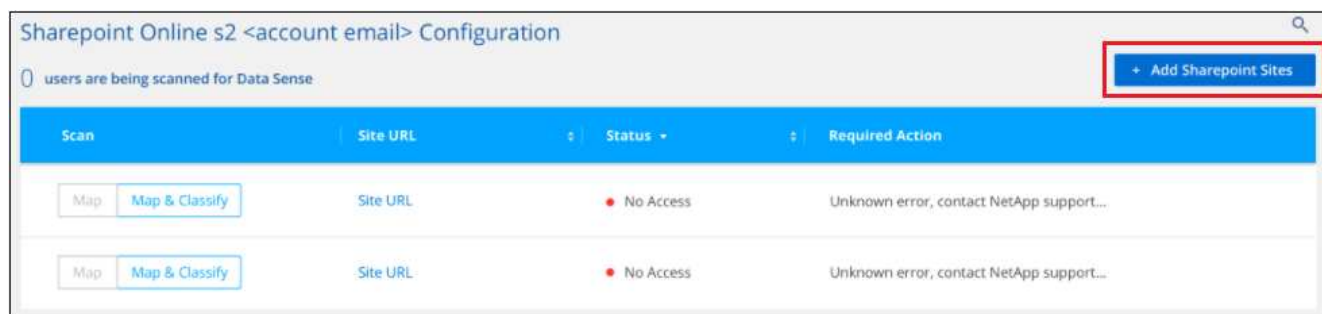 Sharepoint Online s2 <account email> Configuration
0 users are being scanned for Data Sense
+ Add Sharepoint Sites
Scan Site URL Status Required Action
Map Map & Classify Site URL No Access Unknown error, contact NetApp support...
Map Map & Classify Site URL No Access Unknown error, contact NetApp support...